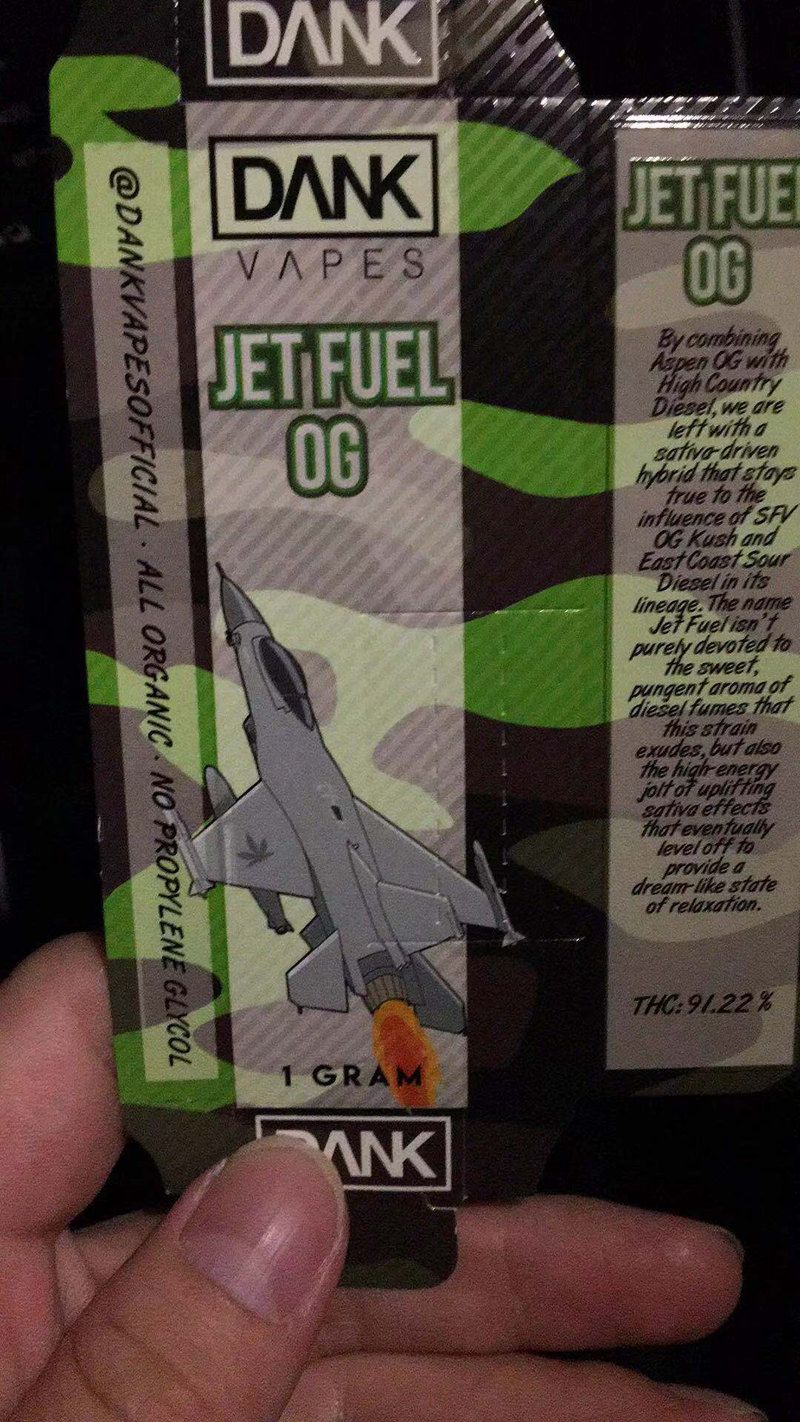 DANK
DANK
VAPES
JET FUEL
OG
1 GRAM
DANK
@DANKVAPESOFFICIAL · ALL ORGANIC · NO PROPYLENE GLYCOL
JET FUEL
OG
By combining
Aspen OG with
High Country
Diesel, we are
left with a
sativa-driven
hybrid that stays
true to the
influence of SFV
OG Kush and
East Coast Sour
Diesel in its
lineage. The name
Jet Fuel isn't
purely devoted to
the sweet,
pungent aroma of
diesel fumes that
this strain
exudes, but also
the high-energy
jolt of uplifting
sativa effects
that eventually
level off to
provide a
dream-like state
of relaxation.
THC: 91.22%